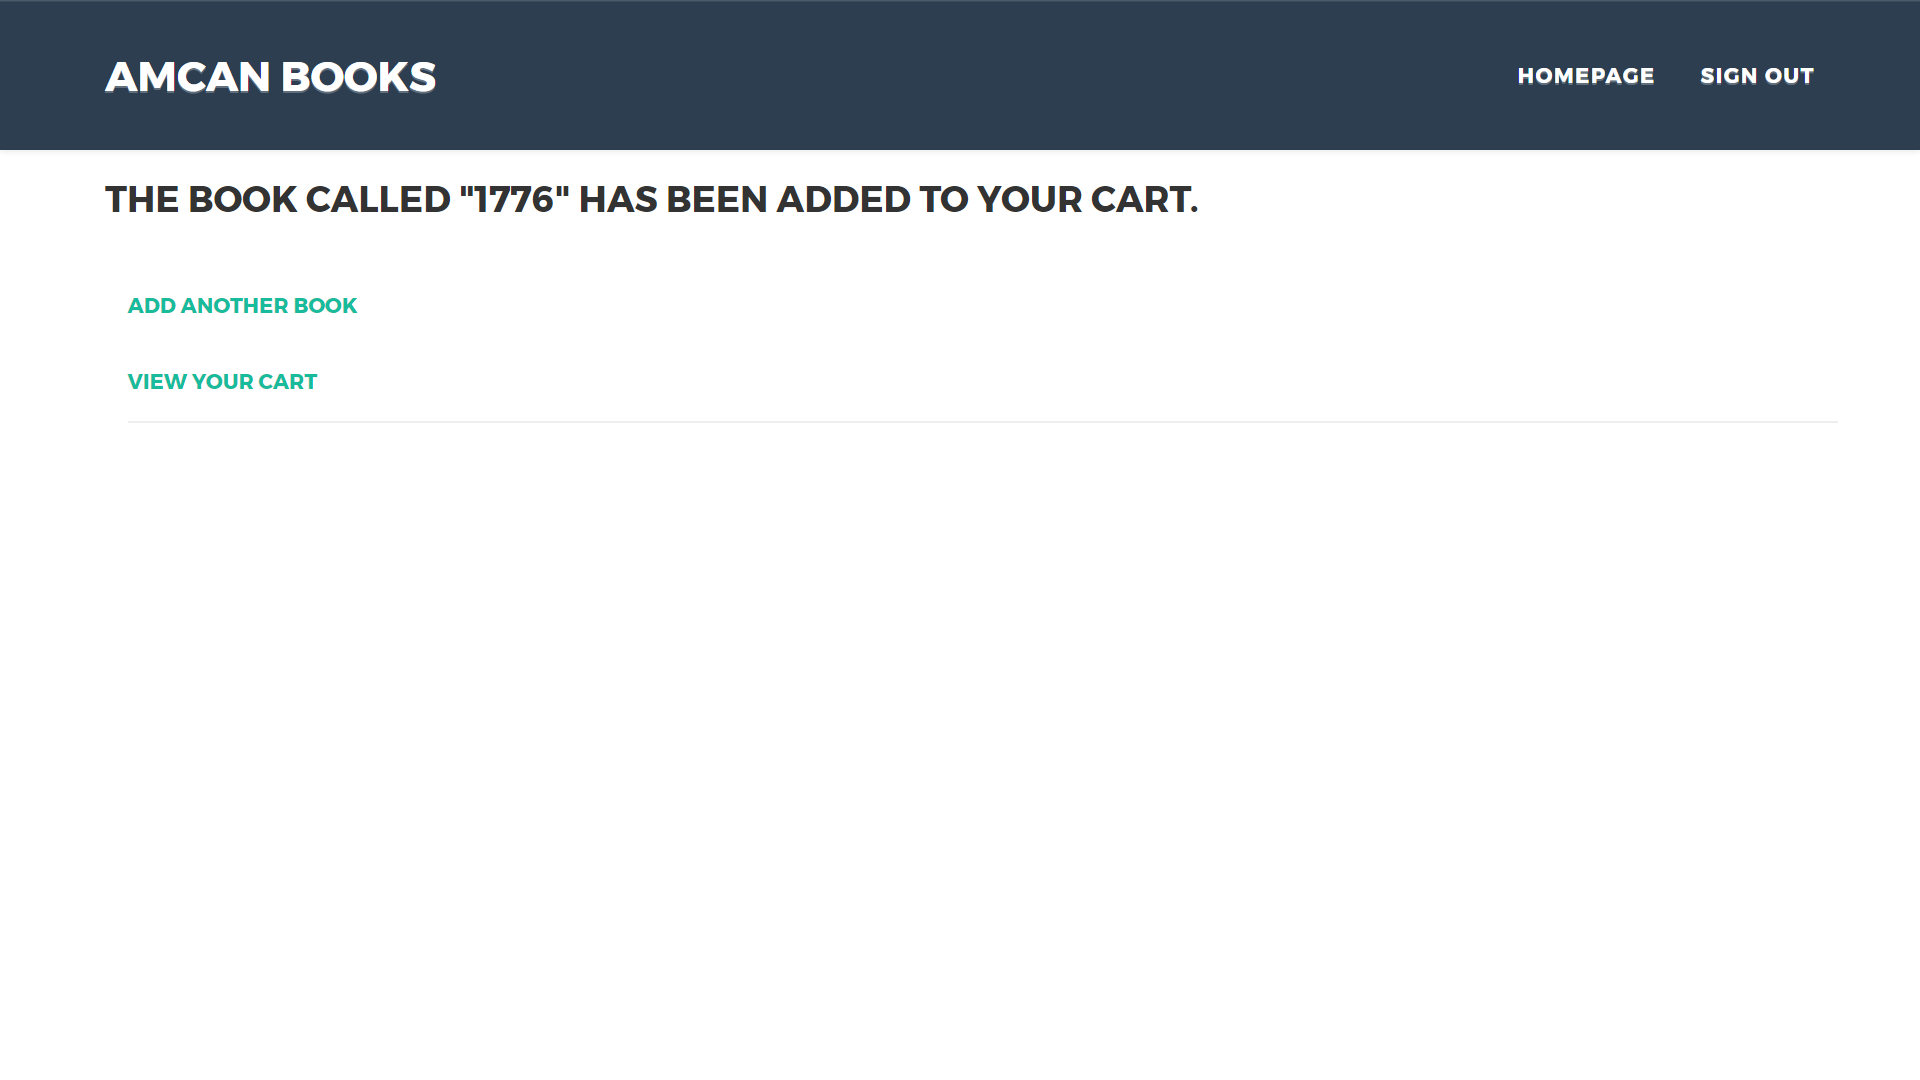 AMCAN BOOKS
HOMEPAGE SIGN OUT
THE BOOK CALLED "1776" HAS BEEN ADDED TO YOUR CART.
ADD ANOTHER BOOK
VIEW YOUR CART